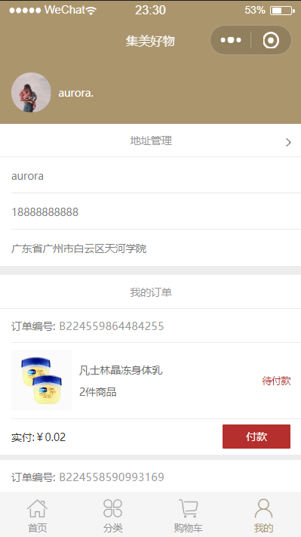 WeChat 23:30 53%
集美好物
aurora.
地址管理
aurora
18888888888
广东省广州市白云区天河学院
我的订单
订单编号: B224559864484255
凡士林晶冻身体乳
2件商品
待付款
实付:￥0.02
付款
订单编号: B224558590993169
首页 分类 购物车 我的